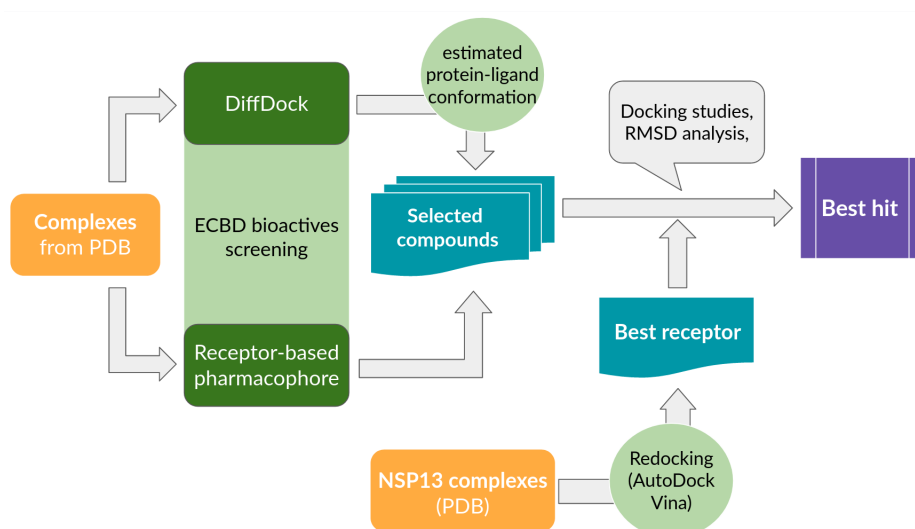 estimated
protein-ligand
conformation
DiffDock
Docking studies,
RMSD analysis,
Complexes
from PDB
ECBD bioactives
screening
Selected
compounds
Best hit
Receptor-based
pharmacophore
Best receptor
NSP13 complexes
(PDB)
Redocking
(AutoDock
Vina)